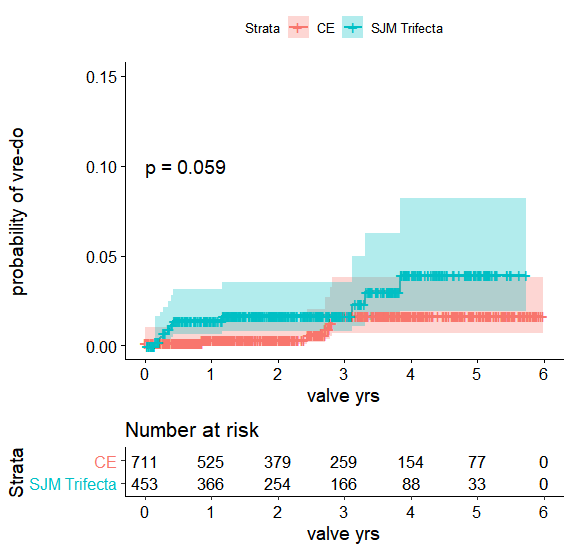 Strata CE SJM Trifecta
0.15
0.10
0.05
0.00
probability of vre-do
p = 0.059
0 1 2 3 4 5 6
valve yrs
Number at risk
Strata
CE 711 525 379 259 154 77 0
SJM Trifecta 453 366 254 166 88 33 0
0 1 2 3 4 5 6
valve yrs